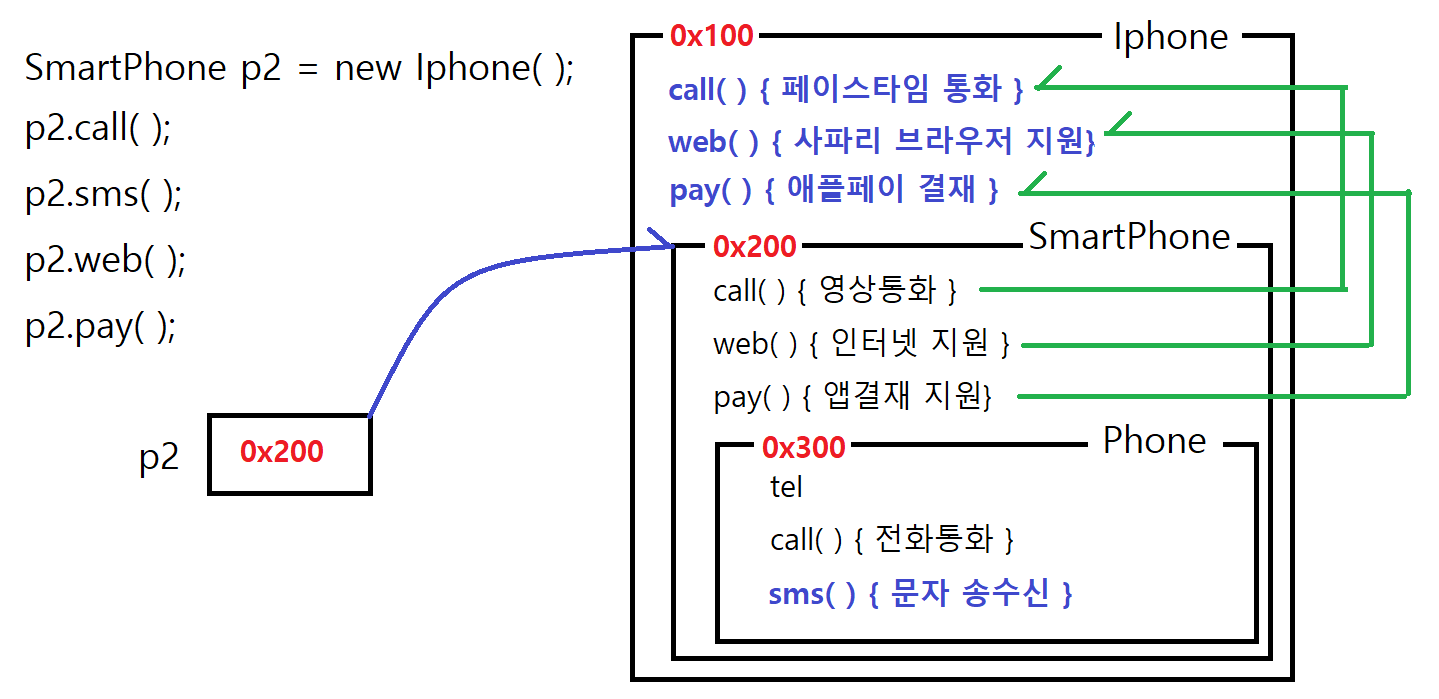 SmartPhone p2 = new Iphone( );
p2.call( );
p2.sms( );
p2.web( );
p2.pay( );
p2
0x200
0x100
Iphone
call( ) { 페이스타임 통화 }
web( ) { 사파리 브라우저 지원}
pay( ) { 애플페이 결재 }
0x200
SmartPhone
call( ) { 영상통화 }
web( ) { 인터넷 지원 }
pay( ) { 앱결재 지원}
0x300
Phone
tel
call( ) { 전화통화 }
sms( ) { 문자 송수신 }